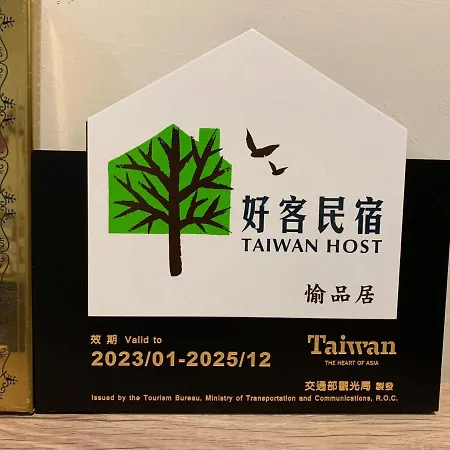 好客民宿
TAIWAN HOST
愉品居
效期 Valid to
2023/01-2025/12
Taiwan
THE HEART OF ASIA
交通部觀光局 製發
Issued by the Tourism Bureau, Ministry of Transportation and Communications, R.O.C.